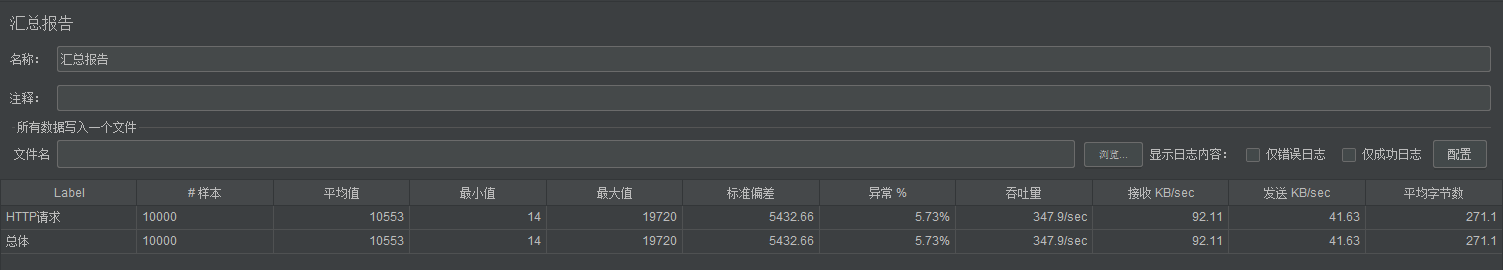 汇总报告
名称： 汇总报告
注释：
所有数据写入一个文件
文件名 浏览... 显示日志内容： 仅错误日志 仅成功日志 配置
Label # 样本 平均值 最小值 最大值 标准偏差 异常 % 吞吐量 接收 KB/sec 发送 KB/sec 平均字节数
HTTP请求 10000 10553 14 19720 5432.66 5.73% 347.9/sec 92.11 41.63 271.1
总体 10000 10553 14 19720 5432.66 5.73% 347.9/sec 92.11 41.63 271.1